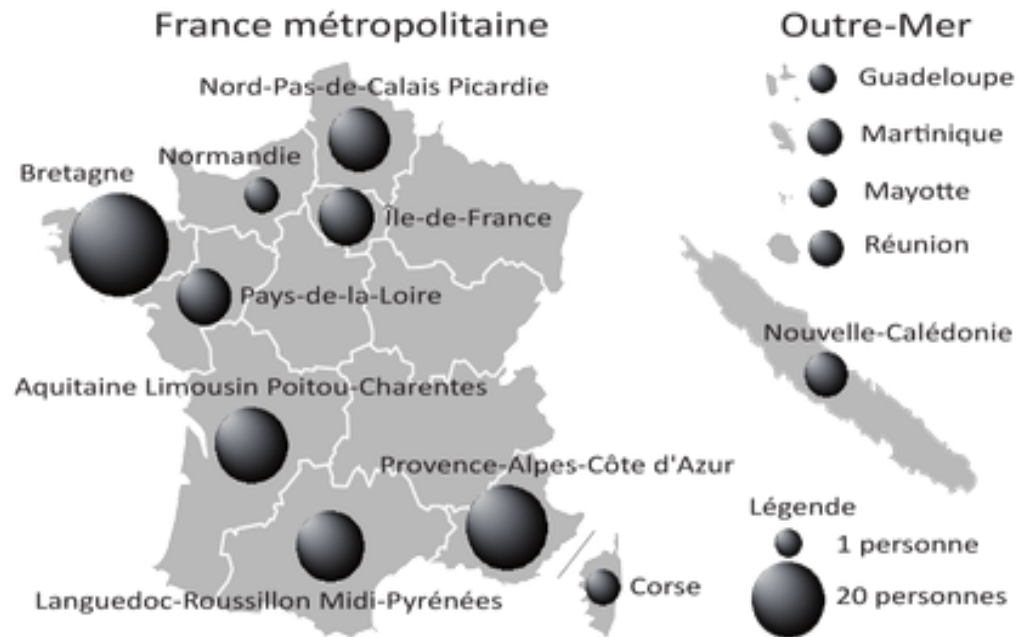 France métropolitaine
Nord-Pas-de-Calais Picardie
Normandie
Bretagne
Île-de-France
Pays-de-la-Loire
Aquitaine Limousin Poitou-Charentes
Provence-Alpes-Côte d'Azur
Languedoc-Roussillon Midi-Pyrénées
Corse
Outre-Mer
Guadeloupe
Martinique
Mayotte
Réunion
Nouvelle-Calédonie
Légende
1 personne
20 personnes